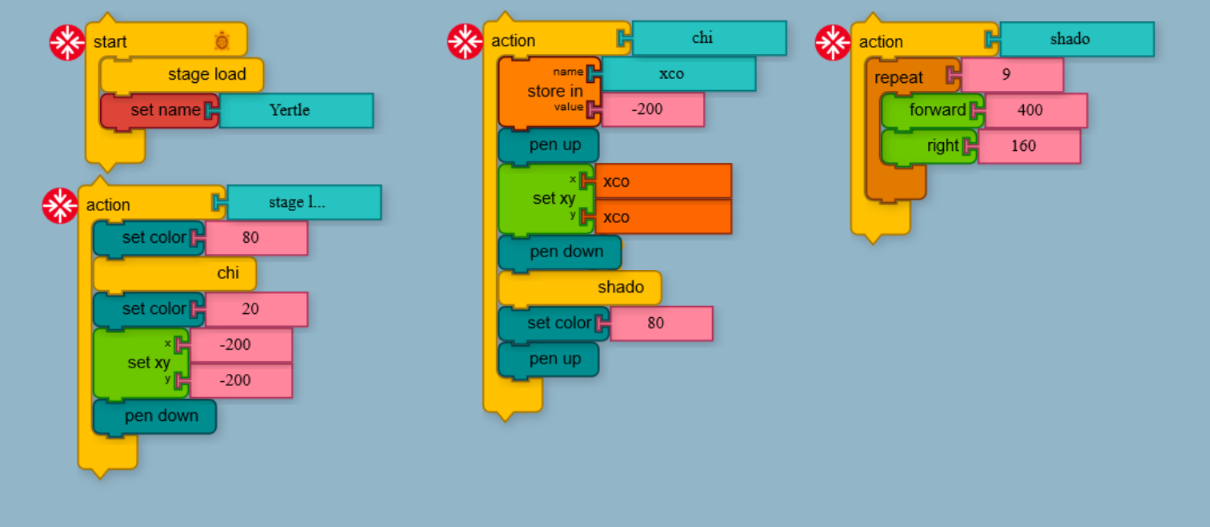 start
stage load
set name Yertle
action stage l...
set color 80
chi
set color 20
x -200
set xy
y -200
pen down
action chi
name xco
store in
value -200
pen up
x xco
set xy
y xco
pen down
shado
set color 80
pen up
action shado
repeat 9
forward 400
right 160